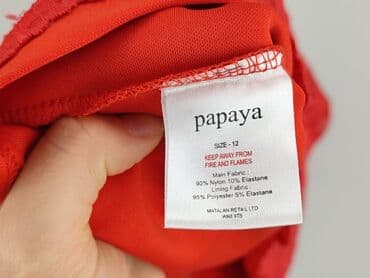 papaya
SIZE - 12
KEEP AWAY FROM
FIRE AND FLAMES
Main Fabric :
90% Nylon 10% Elastane
Lining Fabric :
95% Polyester 5% Elastane
MATALAN RETAIL LTD